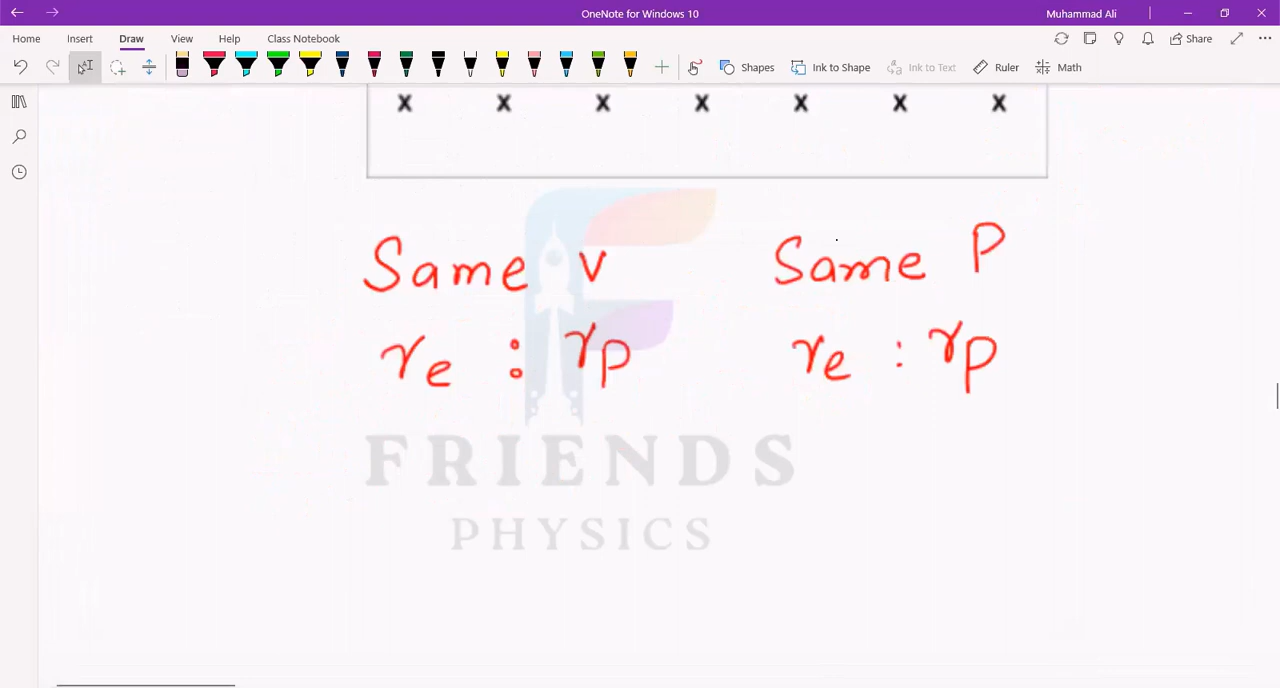 OneNote for Windows 10
Muhammad Ali
Home Insert Draw View Help Class Notebook
Share
Shapes Ink to Shape Ink to Text Ruler Math
x x x x x x x
Same v Same P
re : rp re : rp
FRIENDS
PHYSICS